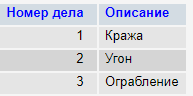 Номер дела Описание
1 Кража
2 Угон
3 Ограбление